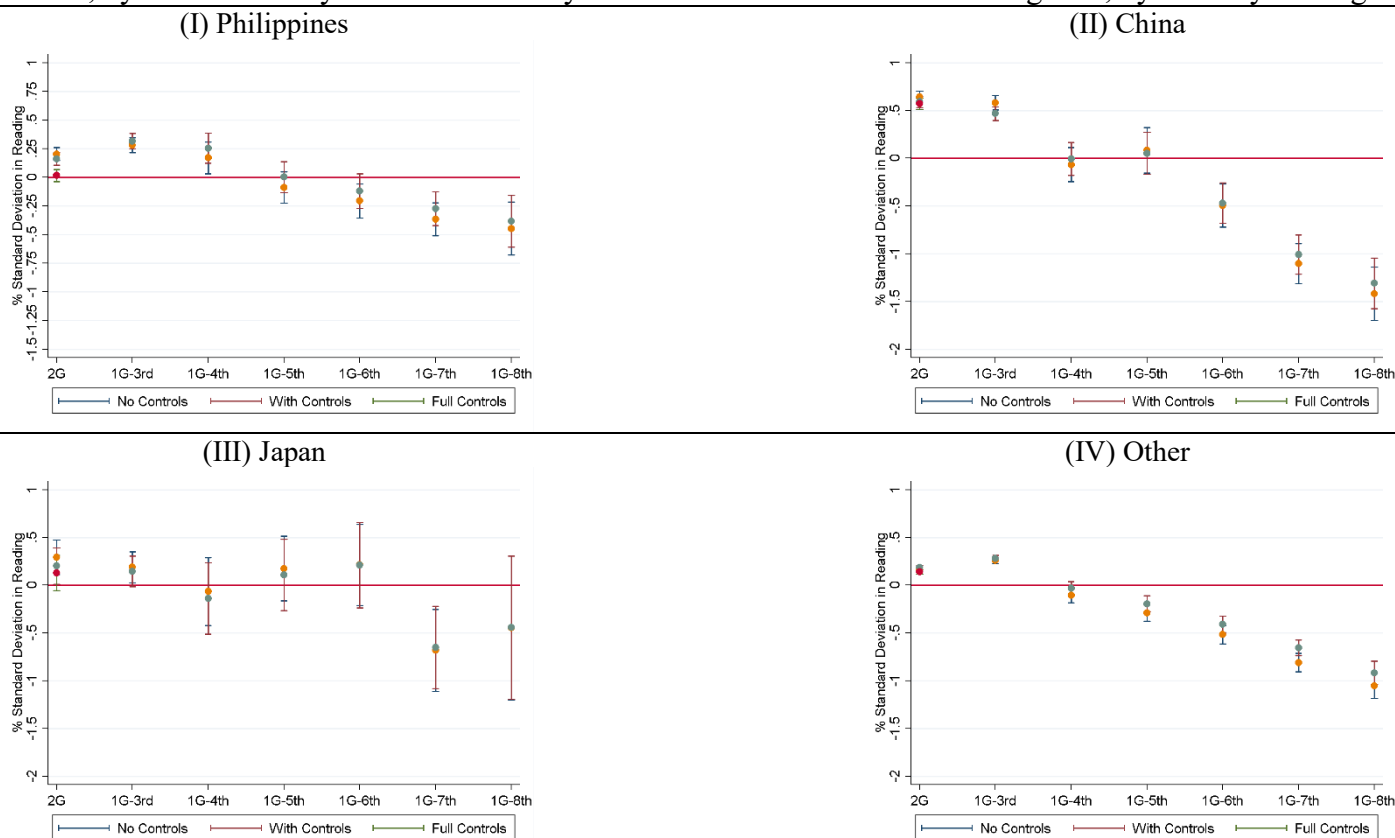 (I) Philippines
% Standard Deviation in Reading
1
.75
.5
.25
0
-.25
-.5
-.75
-1
-1.25
-1.5
2G 1G-3rd 1G-4th 1G-5th 1G-6th 1G-7th 1G-8th
No Controls With Controls Full Controls
(II) China
% Standard Deviation in Reading
1
.5
0
-.5
-1
-1.5
-2
2G 1G-3rd 1G-4th 1G-5th 1G-6th 1G-7th 1G-8th
No Controls With Controls Full Controls
(III) Japan
% Standard Deviation in Reading
1
.5
0
-.5
-1
-1.5
-2
2G 1G-3rd 1G-4th 1G-5th 1G-6th 1G-7th 1G-8th
No Controls With Controls Full Controls
(IV) Other
% Standard Deviation in Reading
1
.5
0
-.5
-1
-1.5
-2
2G 1G-3rd 1G-4th 1G-5th 1G-6th 1G-7th 1G-8th
No Controls With Controls Full Controls